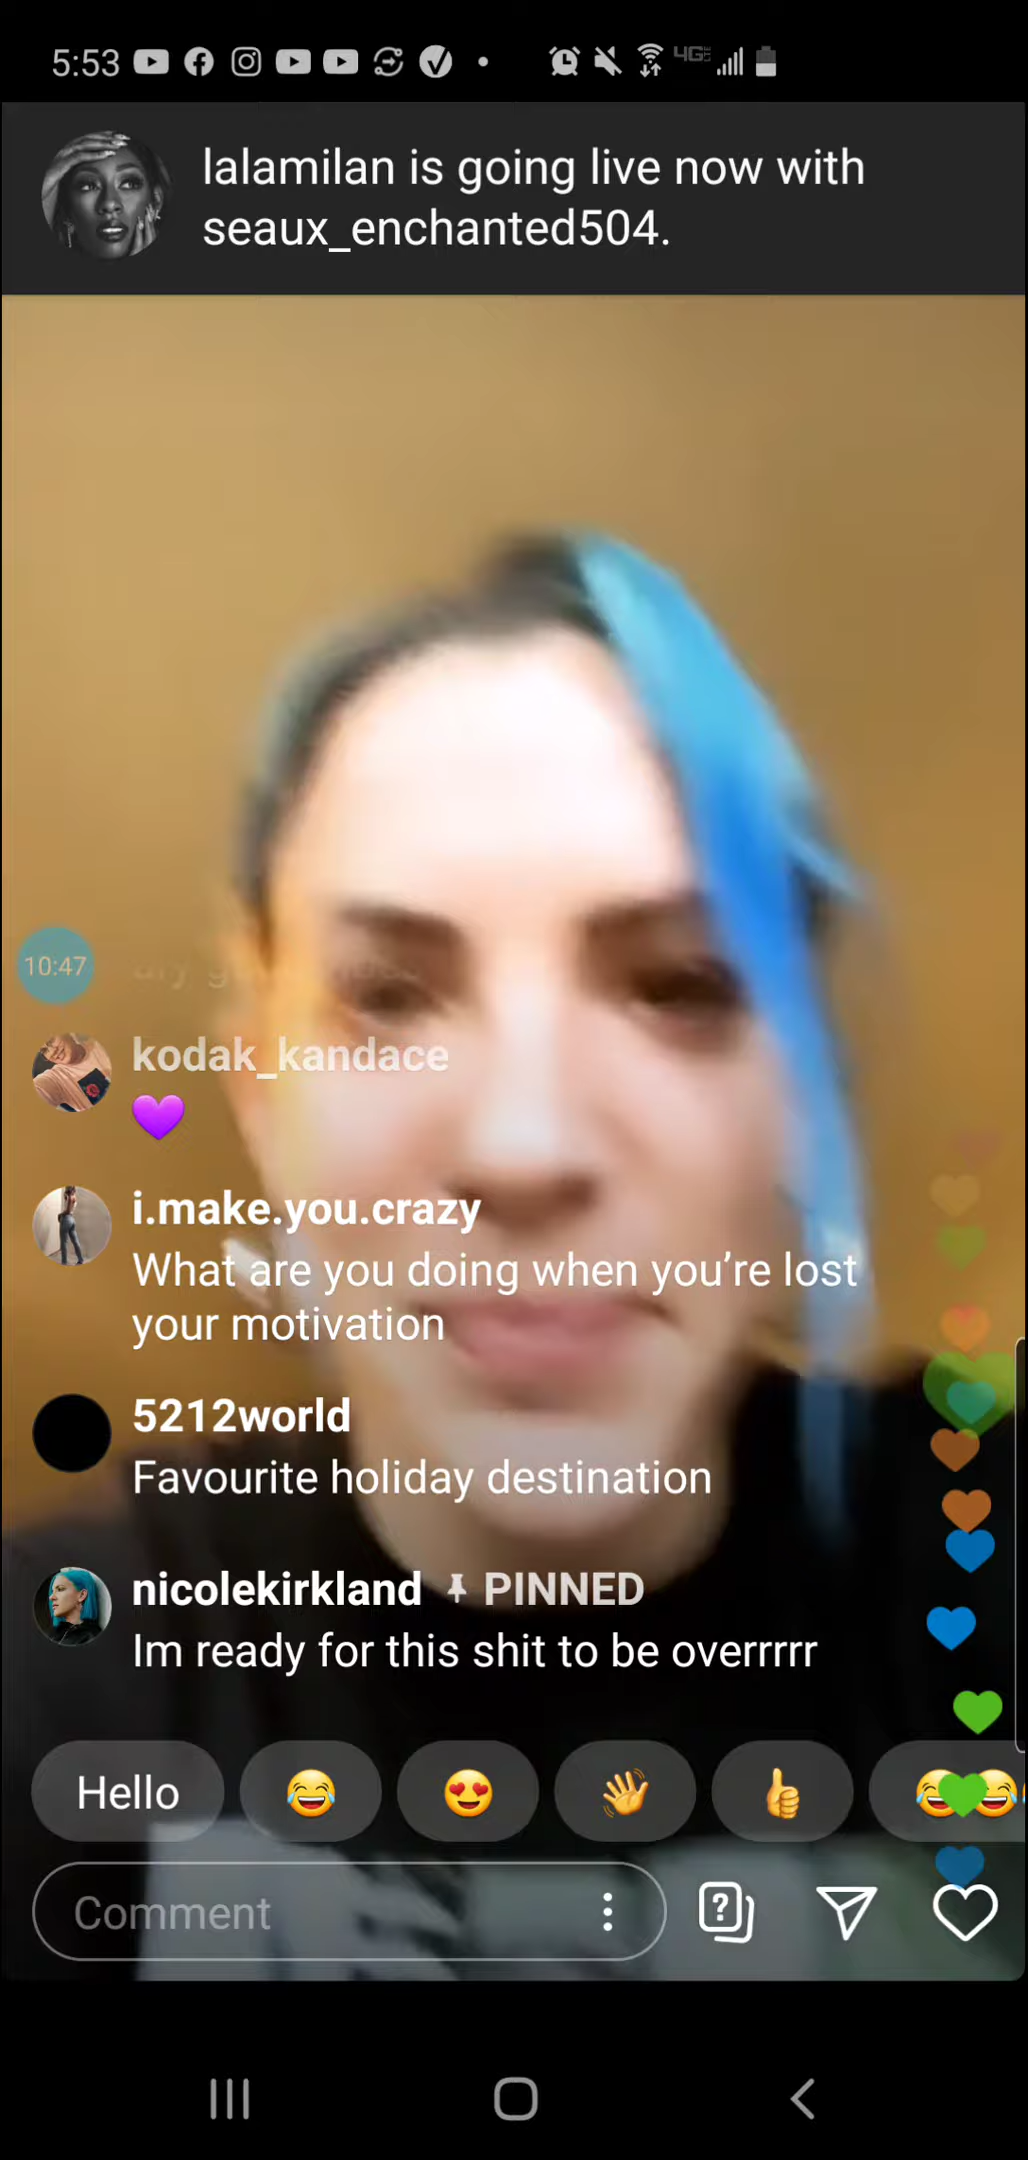 5:53
4G
lalamilan is going live now with
seaux_enchanted504.
10:47
kodak_kandace
💜
i.make.you.crazy
What are you doing when you’re lost
your motivation
5212world
Favourite holiday destination
nicolekirkland PINNED
Im ready for this shit to be overrrrr
Hello 😂 😍 👋 👍 😂😂
Comment